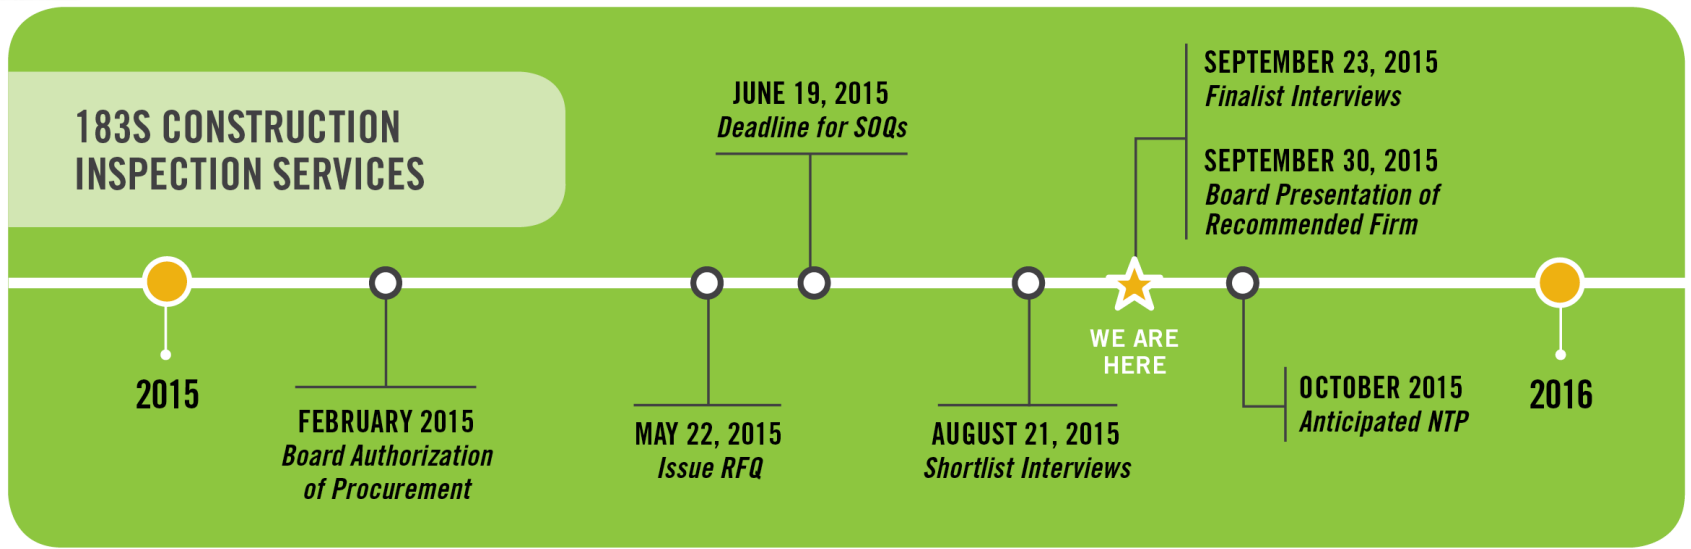 183S CONSTRUCTION
INSPECTION SERVICES
2015
FEBRUARY 2015
Board Authorization
of Procurement
MAY 22, 2015
Issue RFQ
JUNE 19, 2015
Deadline for SOQs
AUGUST 21, 2015
Shortlist Interviews
WE ARE
HERE
SEPTEMBER 23, 2015
Finalist Interviews
SEPTEMBER 30, 2015
Board Presentation of
Recommended Firm
OCTOBER 2015
Anticipated NTP
2016